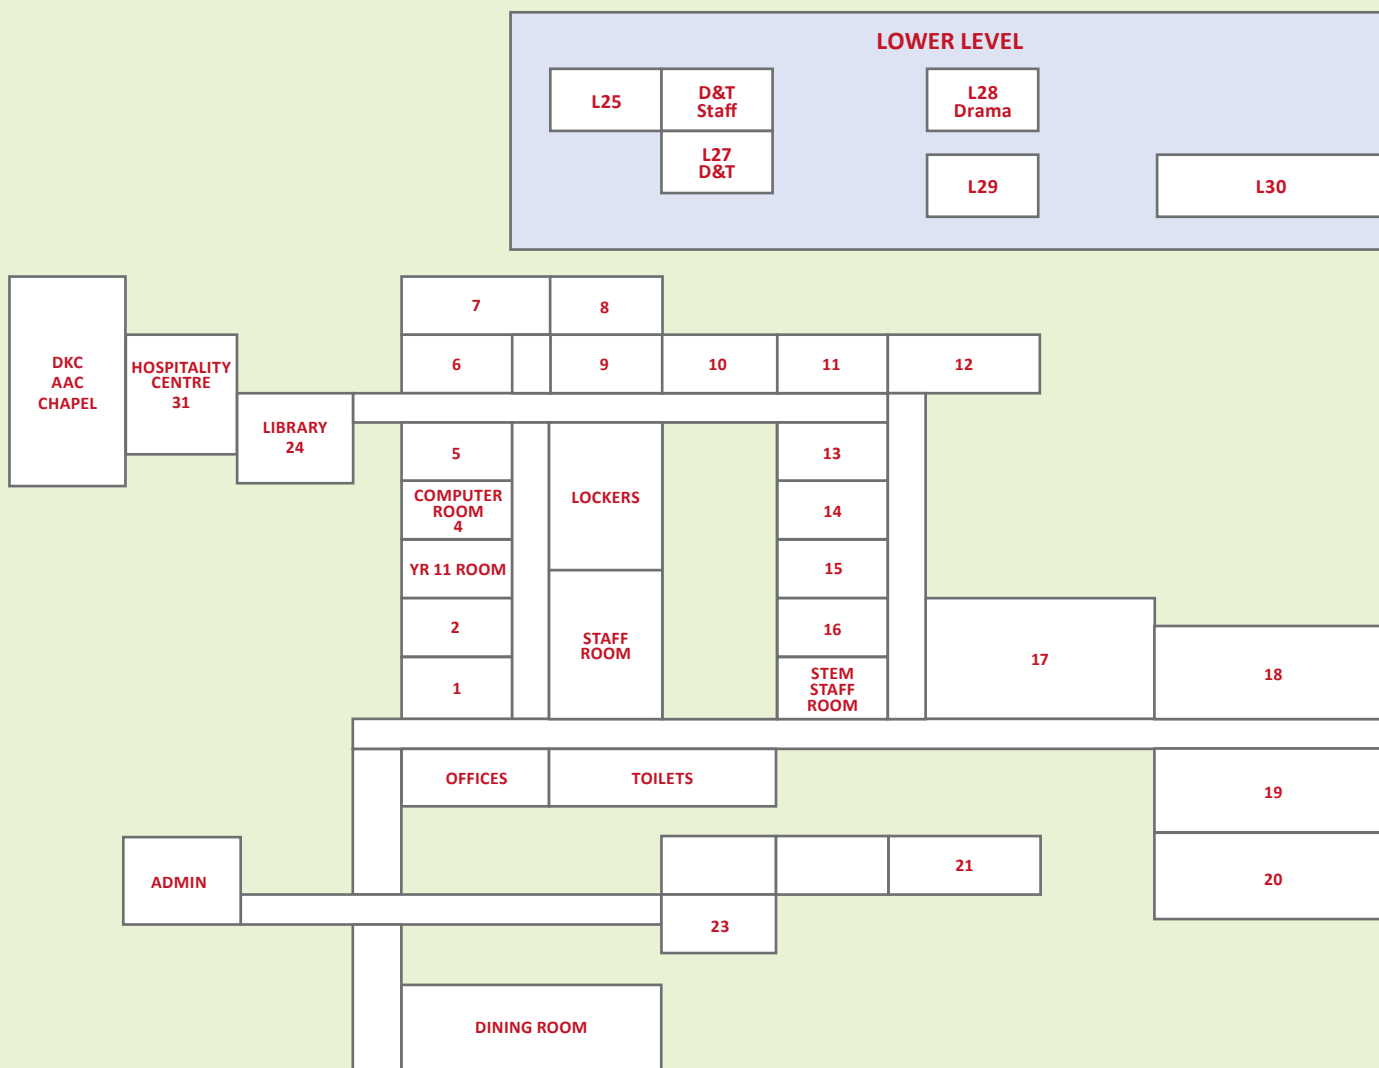 LOWER LEVEL
L25
D&T
Staff
L27
D&T
L28
Drama
L29
L30
7
8
6
9
10
11
12
DKC
AAC
CHAPEL
HOSPITALITY
CENTRE
31
LIBRARY
24
5
COMPUTER
ROOM
4
YR 11 ROOM
2
1
LOCKERS
STAFF
ROOM
13
14
15
16
STEM
STAFF
ROOM
17
18
OFFICES
TOILETS
19
20
ADMIN
21
23
DINING ROOM